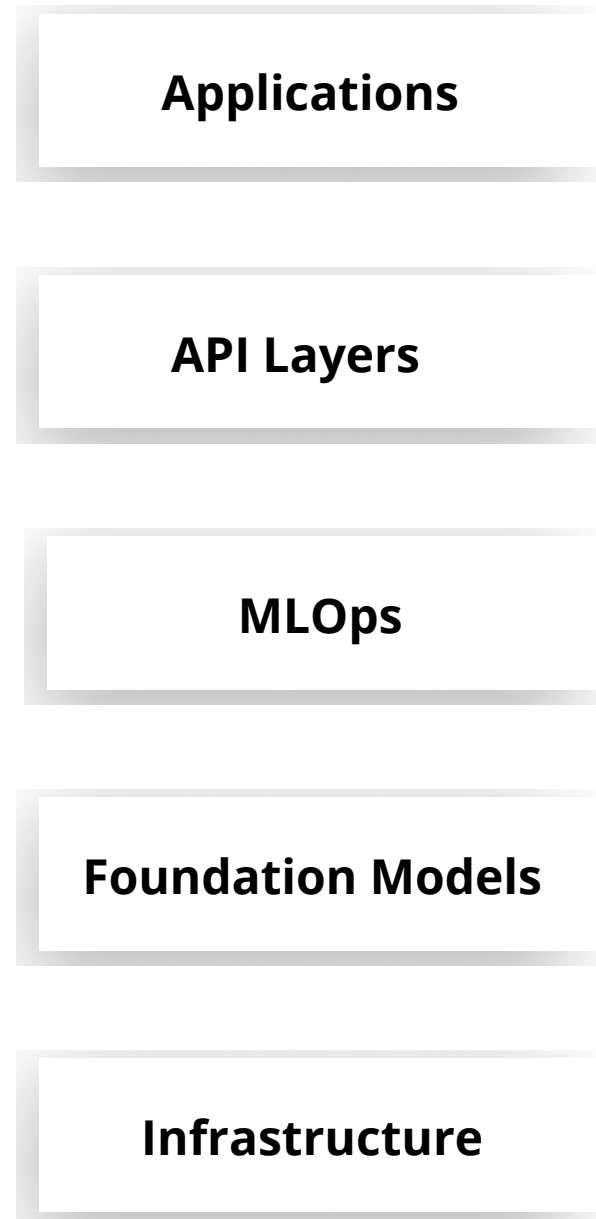 Applications
API Layers
MLOps
Foundation Models
Infrastructure